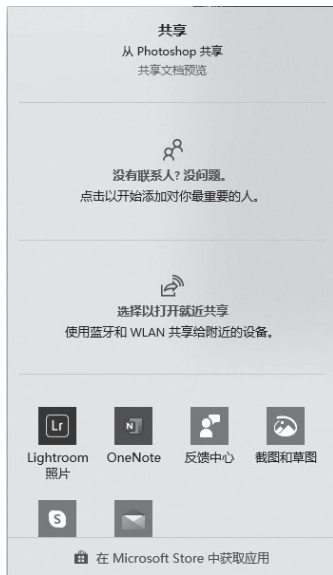 共享
从 Photoshop 共享
共享文档预览
没有联系人? 没问题。
点击以开始添加对你最重要的人。
选择以打开就近共享
使用蓝牙和 WLAN 共享给附近的设备。
Lr
N
S
Lightroom 照片
OneNote
反馈中心
截图和草图
在 Microsoft Store 中获取应用